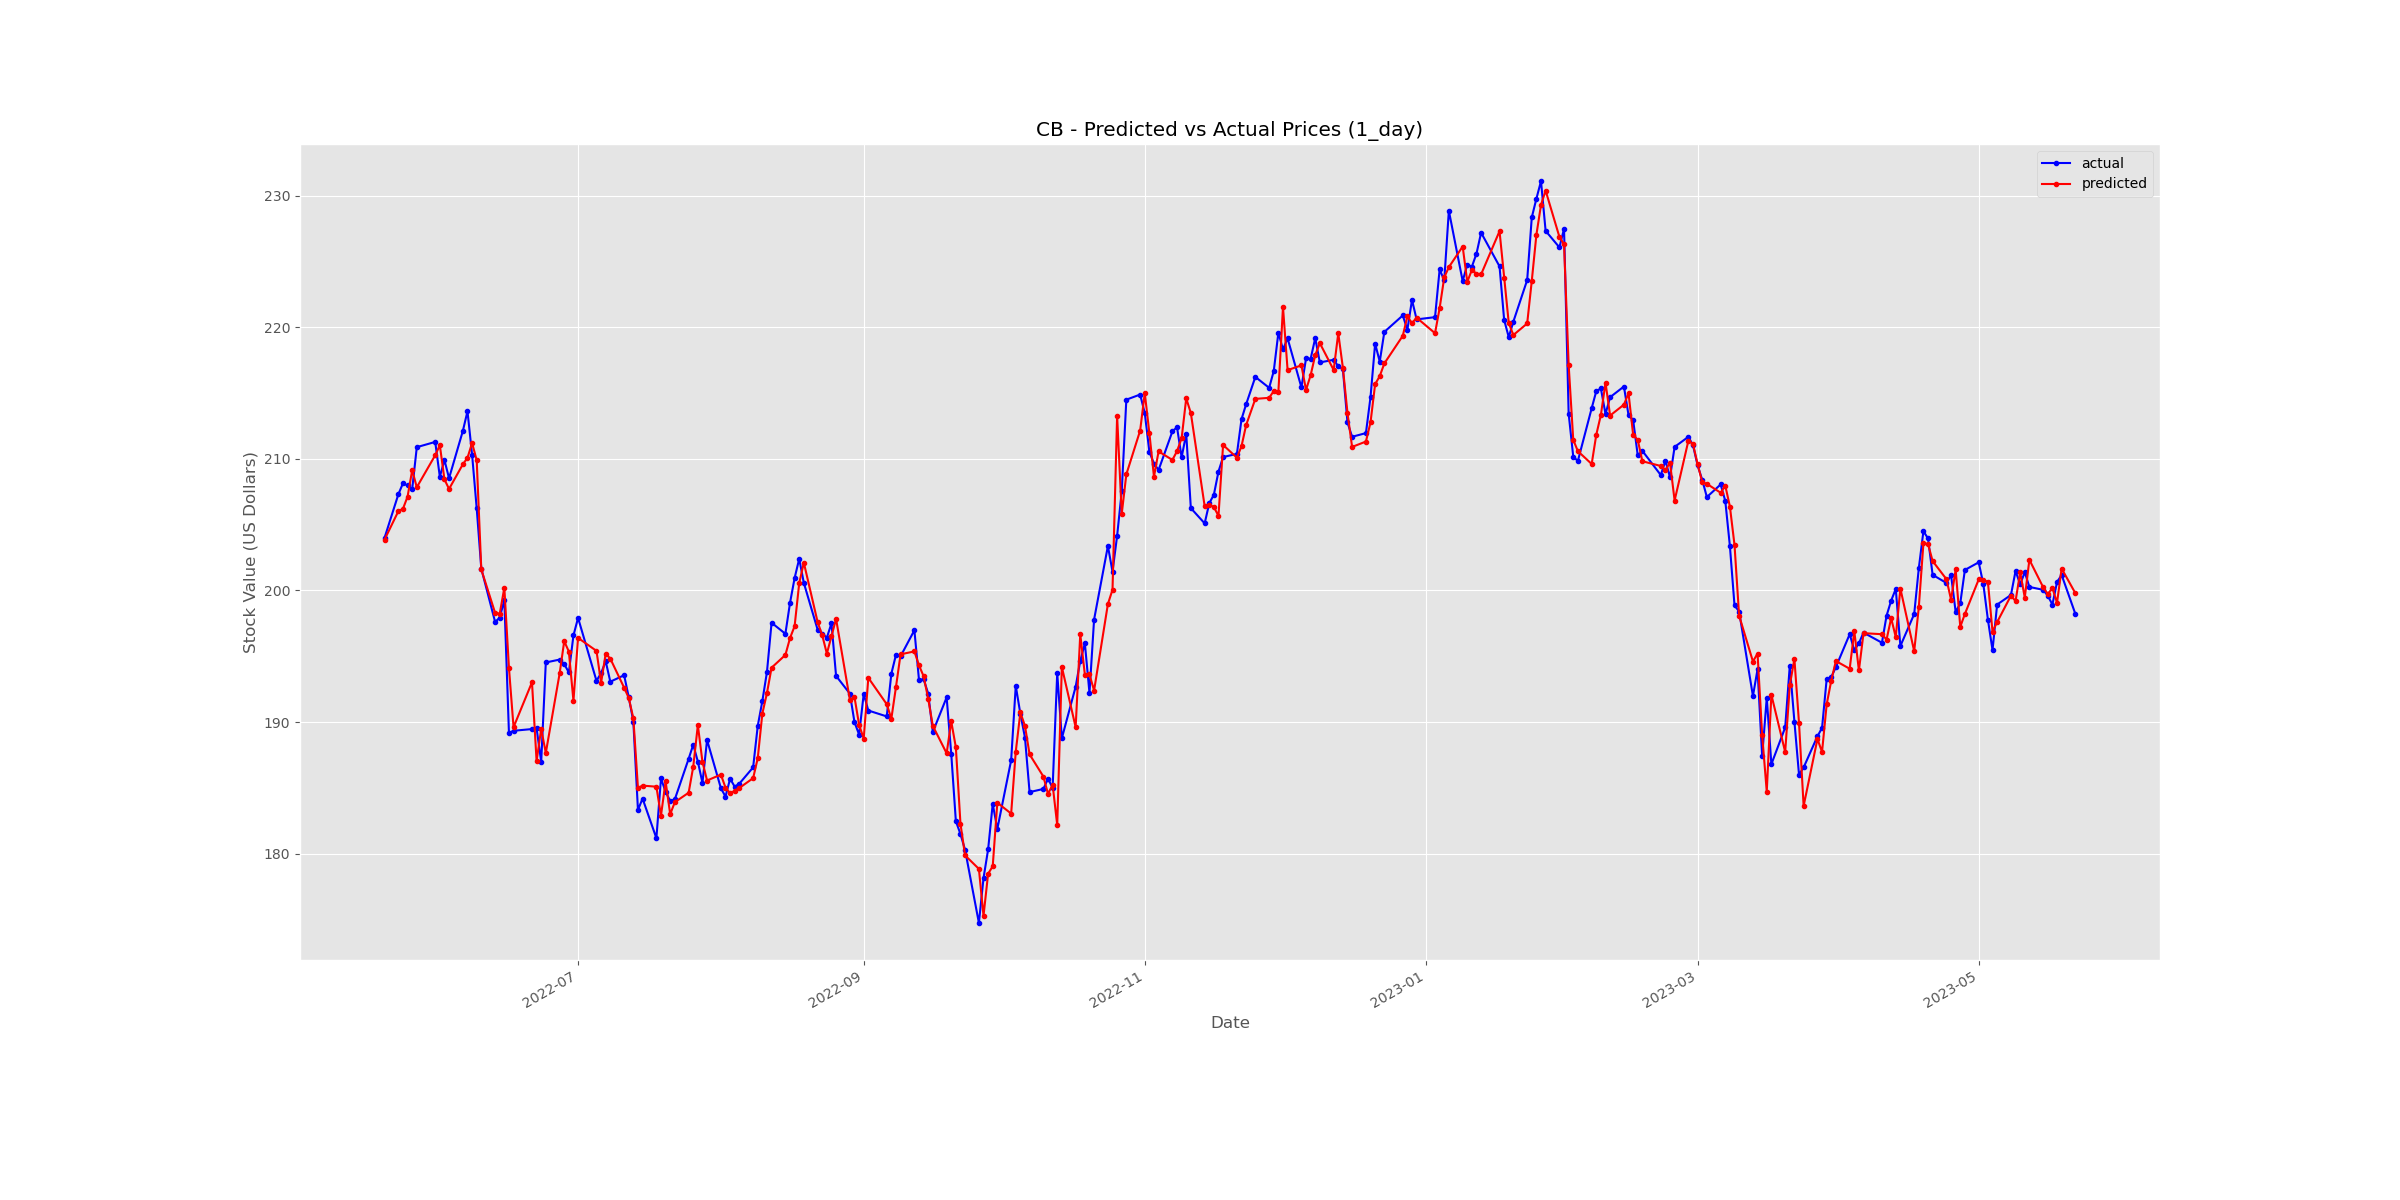 CB - Predicted vs Actual Prices (1_day)
actual
predicted
Stock Value (US Dollars)
230
220
210
200
190
180
2022-07
2022-09
2022-11
2023-01
2023-03
2023-05
Date